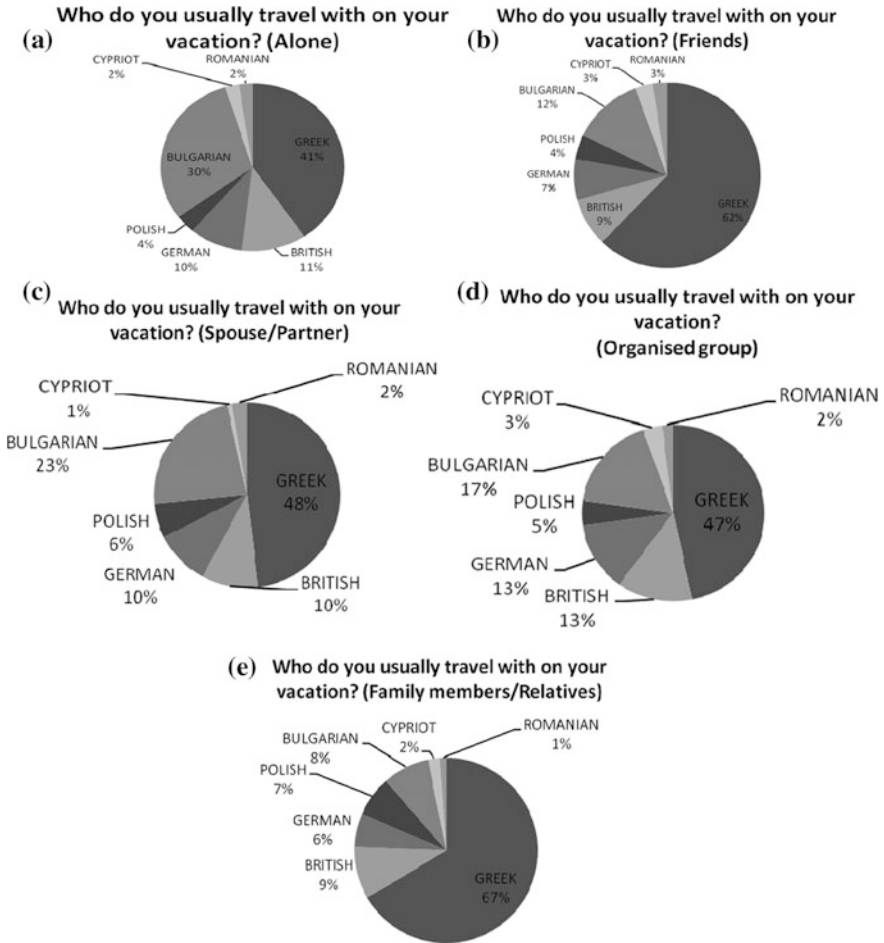 (a)
Who do you usually travel with on your
vacation? (Alone)
CYPRIOT
2%
ROMANIAN
2%
GREEK
41%
BULGARIAN
30%
POLISH
4%
GERMAN
10%
BRITISH
11%
(b)
Who do you usually travel with on your
vacation? (Friends)
CYPRIOT
3%
ROMANIAN
3%
BULGARIAN
12%
POLISH
4%
GERMAN
7%
BRITISH
9%
GREEK
62%
(c)
Who do you usually travel with on your
vacation? (Spouse/Partner)
CYPRIOT
1%
ROMANIAN
2%
BULGARIAN
23%
GREEK
48%
POLISH
6%
GERMAN
10%
BRITISH
10%
(d)
Who do you usually travel with on your
vacation?
(Organised group)
CYPRIOT
3%
ROMANIAN
2%
BULGARIAN
17%
GREEK
47%
POLISH
5%
GERMAN
13%
BRITISH
13%
(e)
Who do you usually travel with on your
vacation? (Family members/Relatives)
CYPRIOT
2%
ROMANIAN
1%
BULGARIAN
8%
POLISH
7%
GERMAN
6%
BRITISH
9%
GREEK
67%